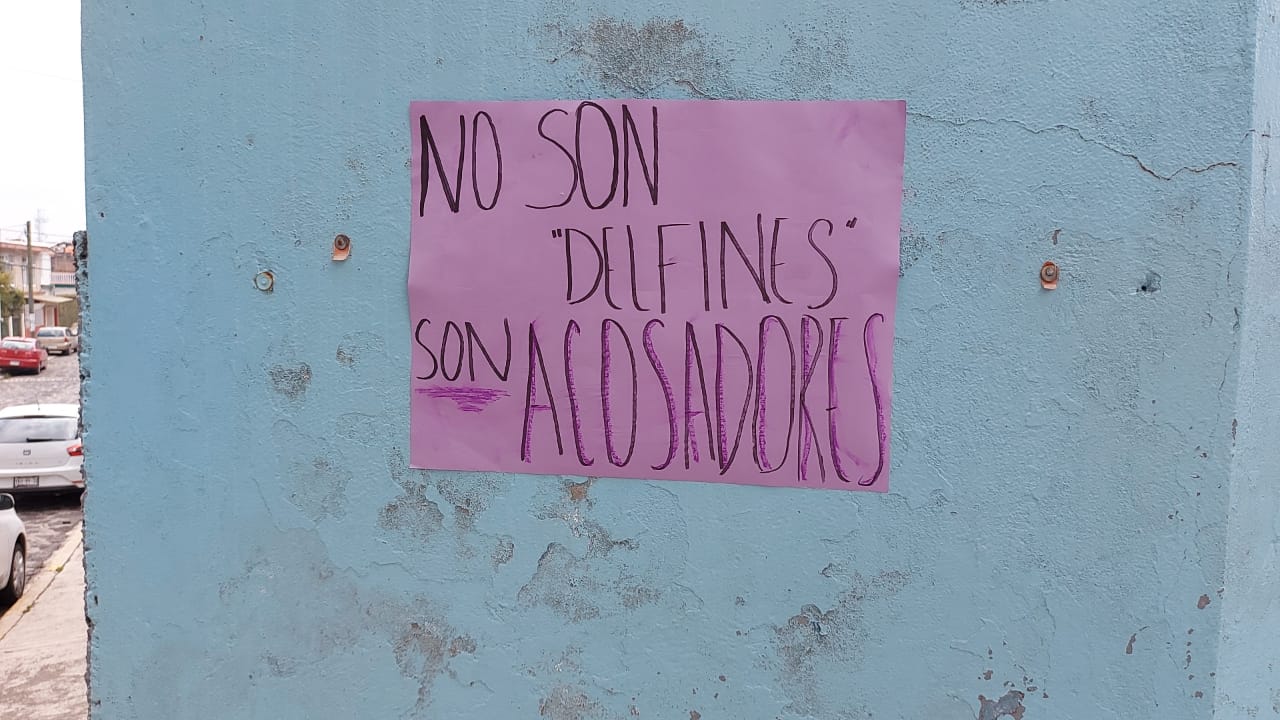 NO SON
"DELFINES"
SON ACOSADORES